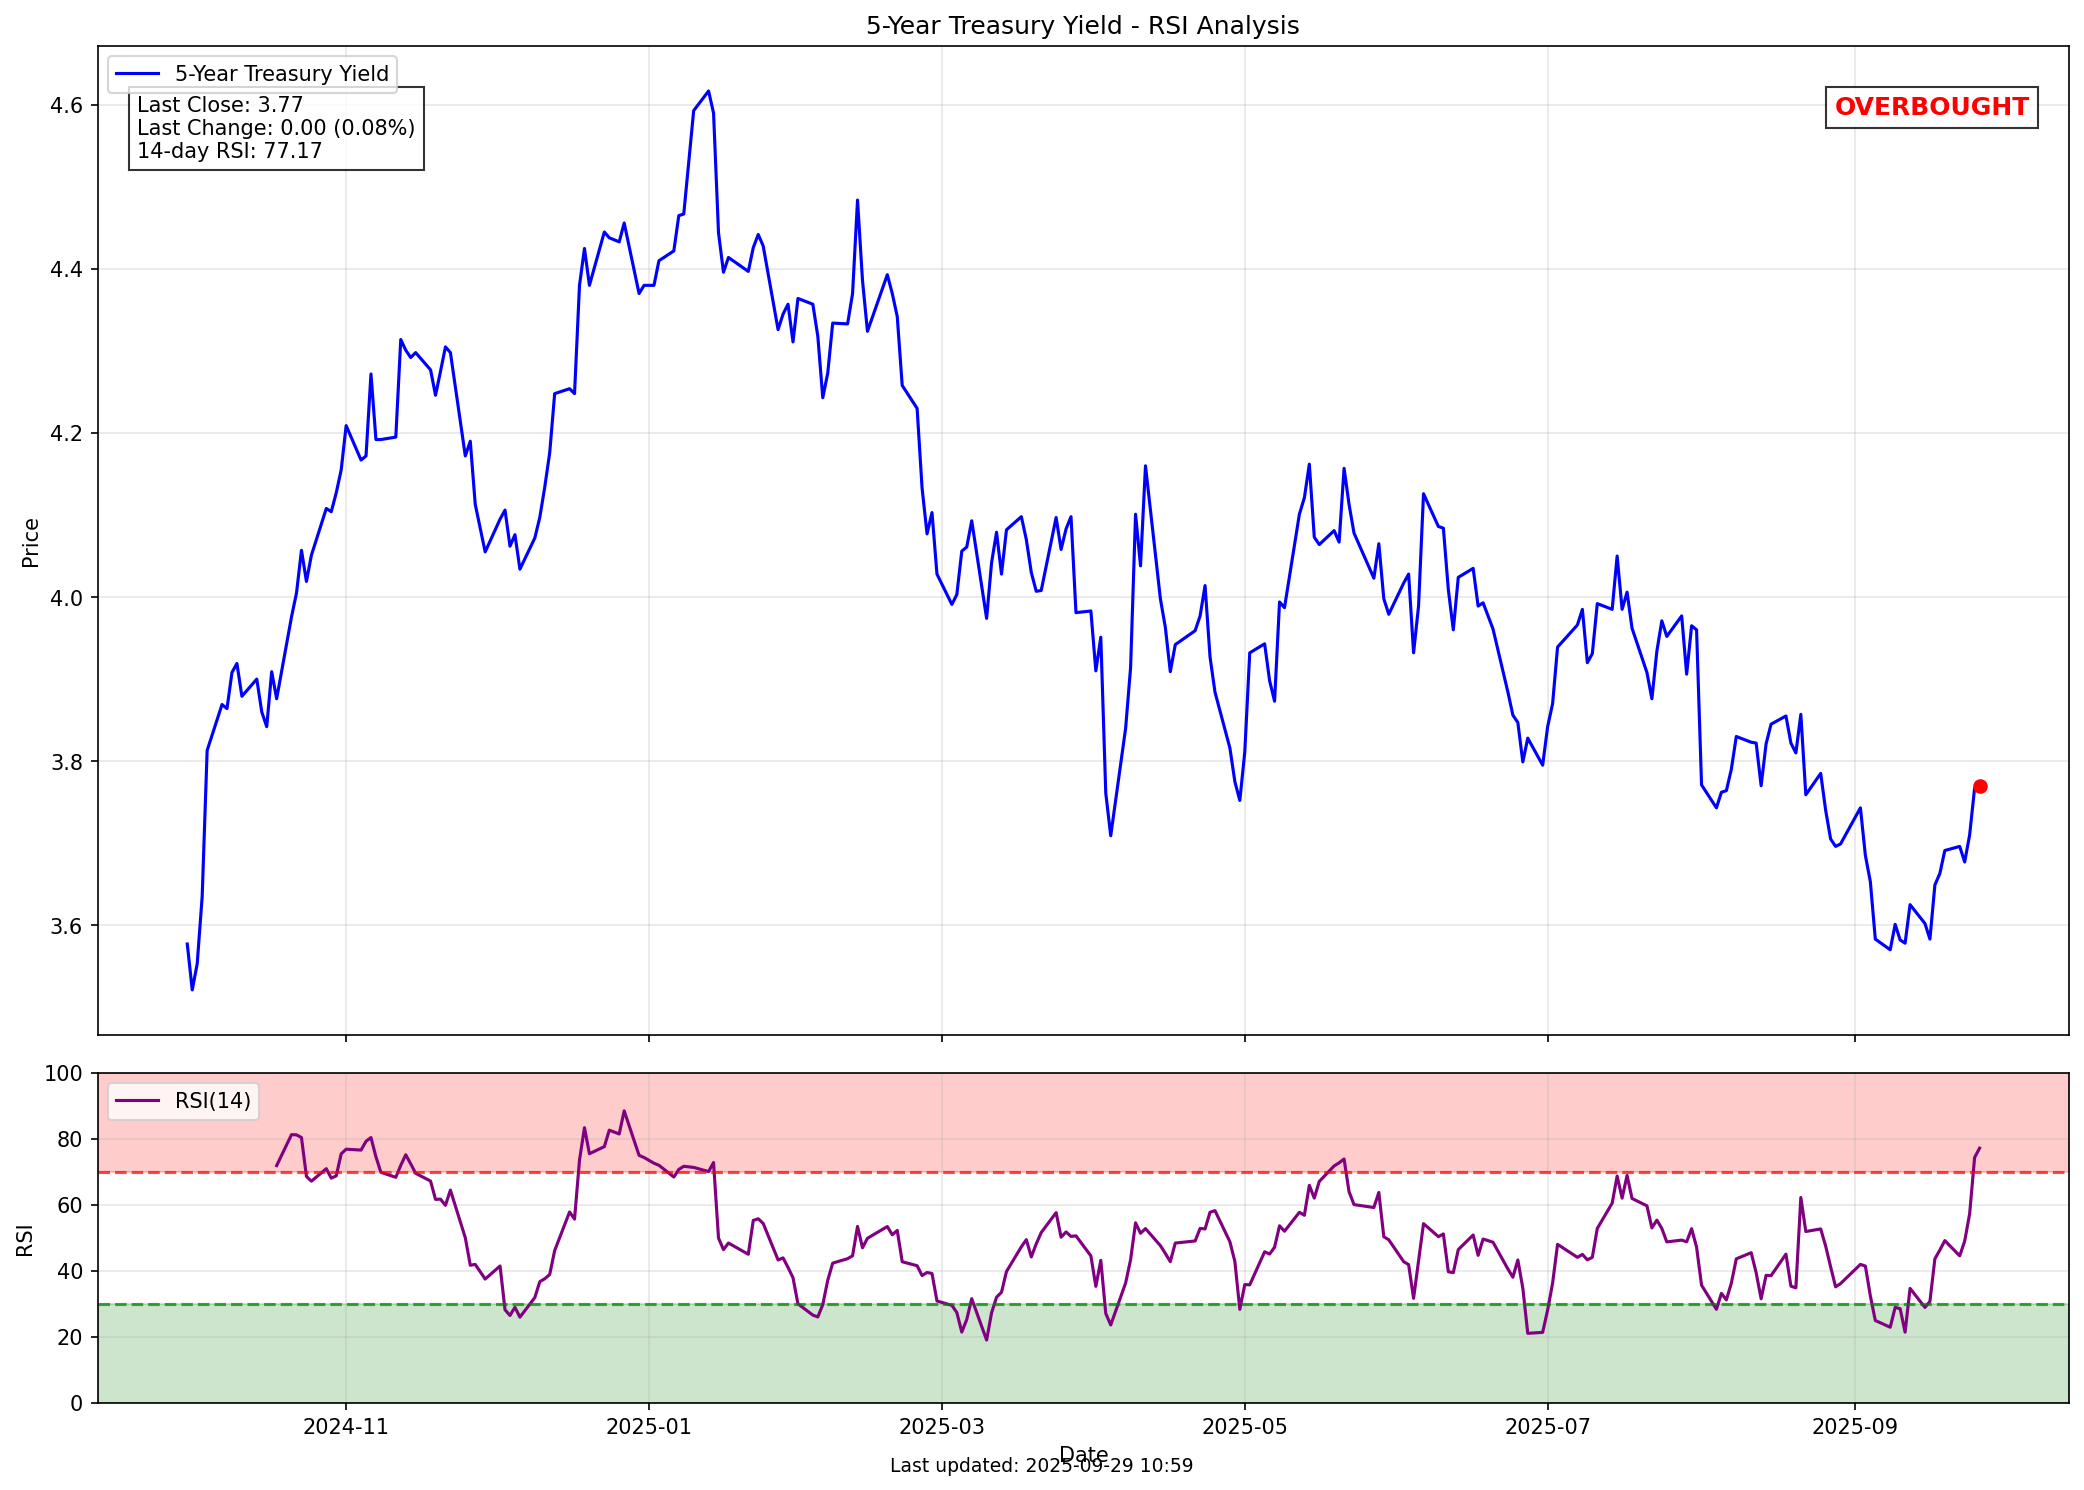 5-Year Treasury Yield - RSI Analysis
5-Year Treasury Yield
Last Close: 3.77
Last Change: 0.00 (0.08%)
14-day RSI: 77.17
OVERBOUGHT
Price
4.6
4.4
4.2
4.0
3.8
3.6
RSI(14)
RSI
100
80
60
40
20
0
2024-11
2025-01
2025-03
2025-05
2025-07
2025-09
Date
Last updated: 2025-09-29 10:59